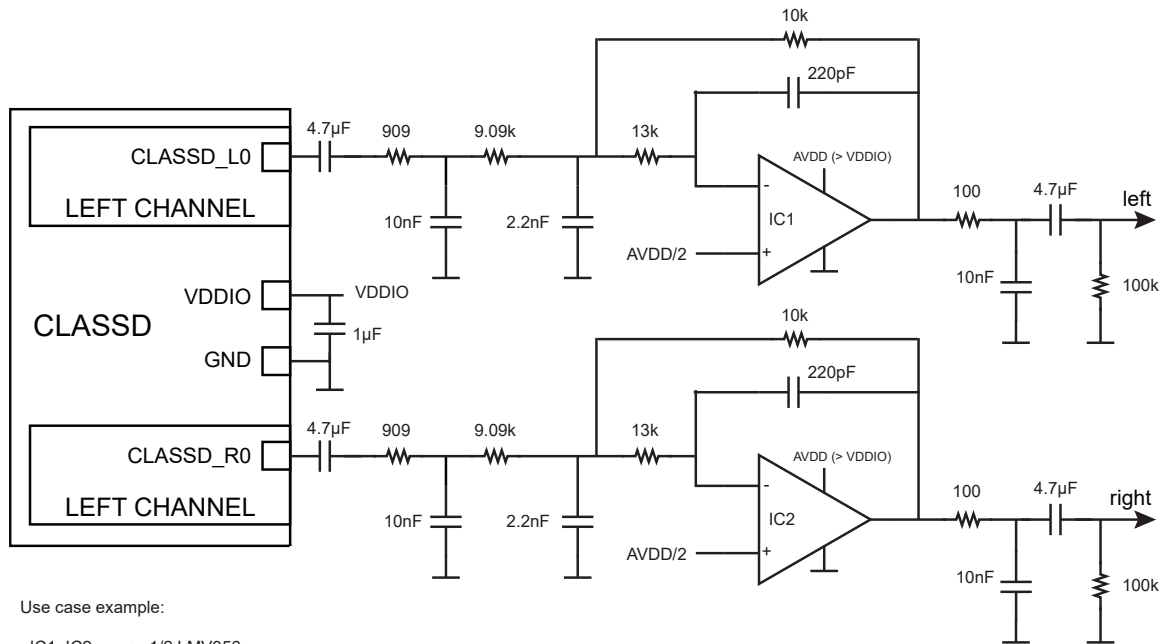 10k
220pF
4.7µF
909
9.09k
13k
CLASSD_L0
AVDD (> VDDIO)
LEFT CHANNEL
10nF
2.2nF
-
IC1
+
AVDD/2
100
4.7µF
left
10nF
100k
VDDIO
VDDIO
CLASSD
1µF
GND
10k
220pF
4.7µF
909
9.09k
13k
CLASSD_R0
AVDD (> VDDIO)
LEFT CHANNEL
10nF
2.2nF
-
IC2
+
AVDD/2
100
4.7µF
right
10nF
100k
Use case example: